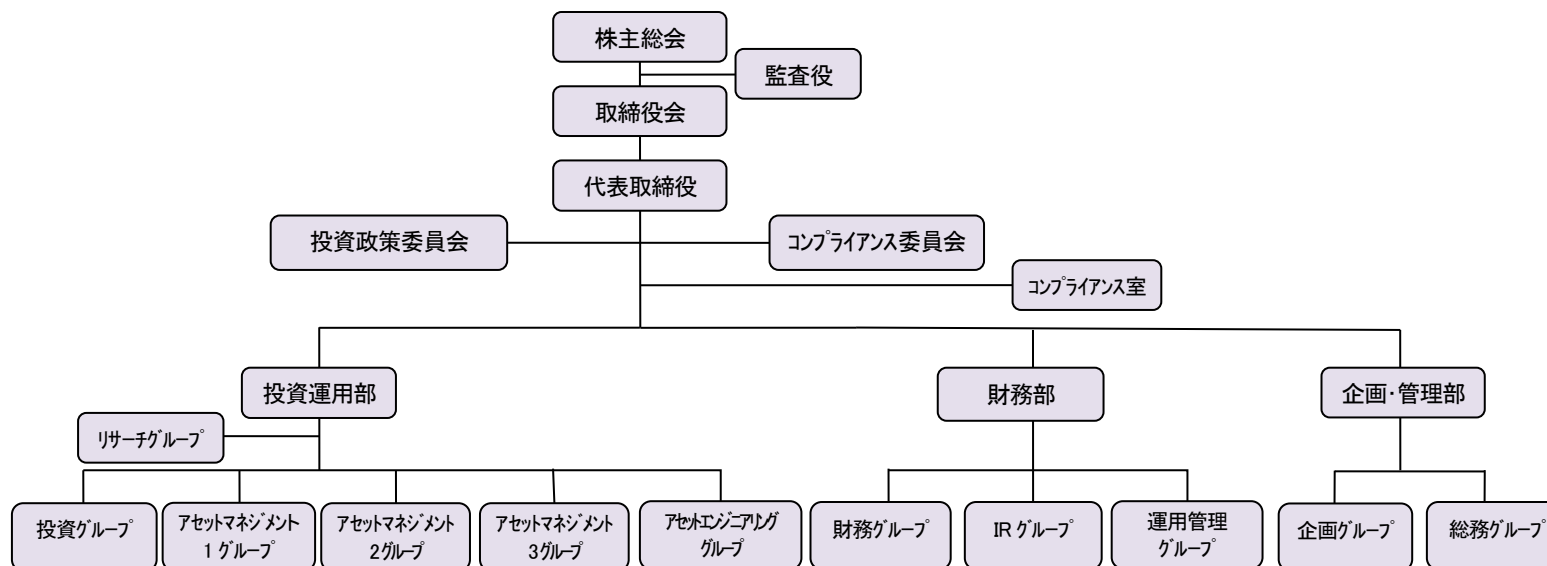 株主総会
監査役
取締役会
代表取締役
投資政策委員会
コンプライアンス委員会
コンプライアンス室
投資運用部
財務部
企画・管理部
リサーチグループ
投資グループ
アセットマネジメント
1グループ
アセットマネジメント
2グループ
アセットマネジメント
3グループ
アセットエンジニアリング
グループ
財務グループ
IRグループ
運用管理
グループ
企画グループ
総務グループ